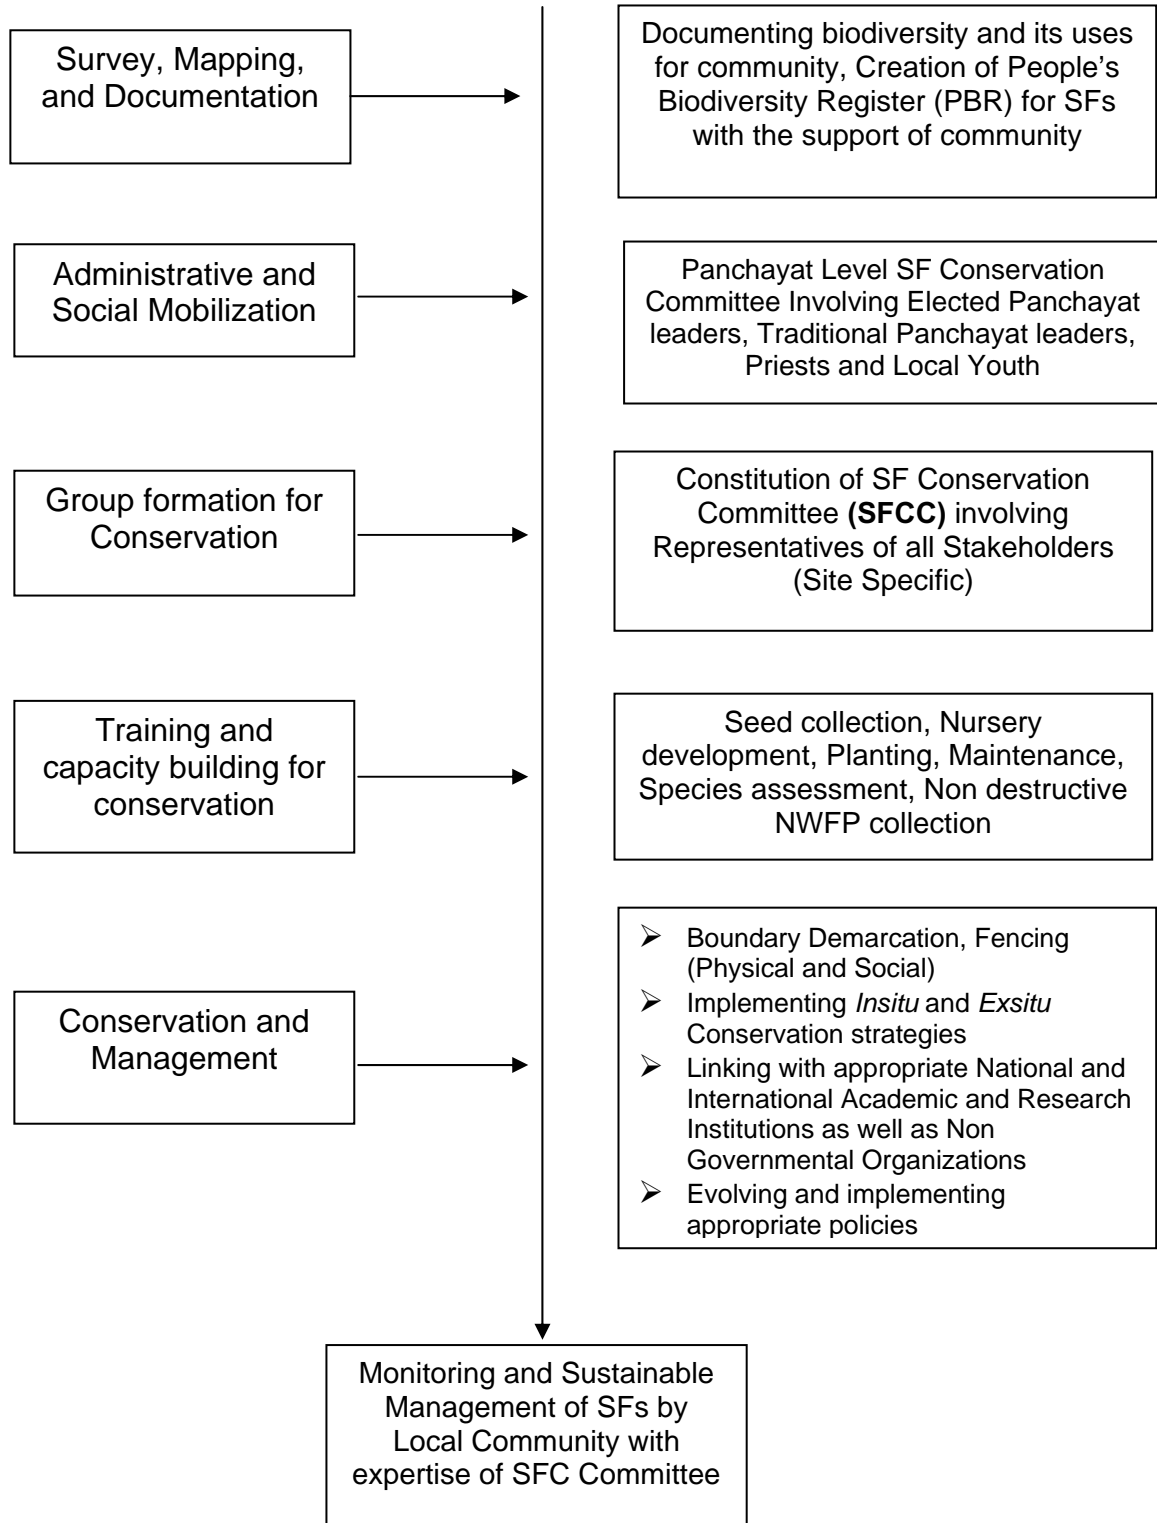 Survey, Mapping,
and Documentation
Documenting biodiversity and its uses
for community, Creation of People’s
Biodiversity Register (PBR) for SFs
with the support of community
Administrative and
Social Mobilization
Panchayat Level SF Conservation
Committee Involving Elected Panchayat
leaders, Traditional Panchayat leaders,
Priests and Local Youth
Group formation for
Conservation
Constitution of SF Conservation
Committee (SFCC) involving
Representatives of all Stakeholders
(Site Specific)
Training and
capacity building for
conservation
Seed collection, Nursery
development, Planting, Maintenance,
Species assessment, Non destructive
NWFP collection
Conservation and
Management
➢ Boundary Demarcation, Fencing
(Physical and Social)
➢ Implementing Insitu and Exsitu
Conservation strategies
➢ Linking with appropriate National and
International Academic and Research
Institutions as well as Non
Governmental Organizations
➢ Evolving and implementing
appropriate policies
Monitoring and Sustainable
Management of SFs by
Local Community with
expertise of SFC Committee